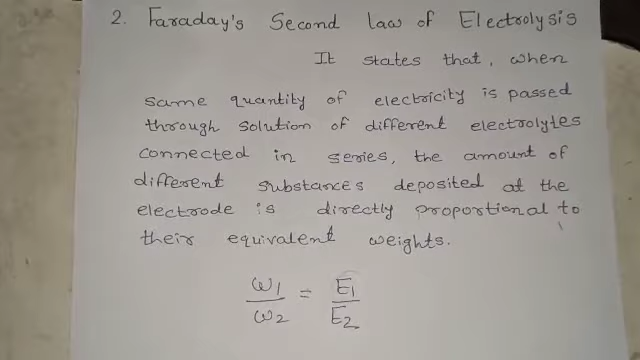 2. Faraday's Second law of Electrolysis
It states that, when
same quantity of electricity is passed
through solution of different electrolytes
connected in series, the amount of
different substances deposited at the
electrode is directly proportional to
their equivalent weights.
ω1/ω2 = E1/E2